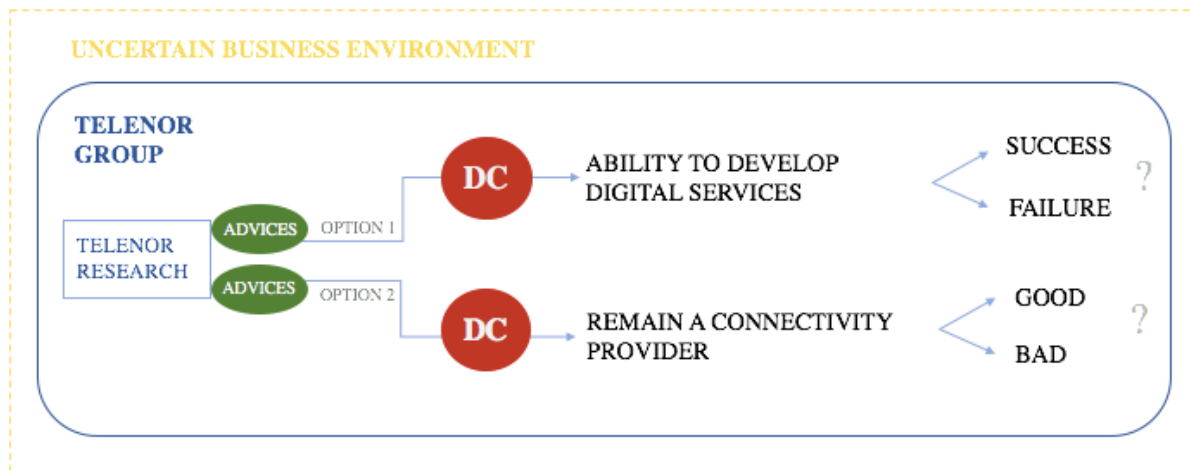 UNCERTAIN BUSINESS ENVIRONMENT
TELENOR
GROUP
TELENOR
RESEARCH
ADVICES
OPTION 1
DC
ABILITY TO DEVELOP
DIGITAL SERVICES
SUCCESS
FAILURE
?
ADVICES
OPTION 2
DC
REMAIN A CONNECTIVITY
PROVIDER
GOOD
BAD
?